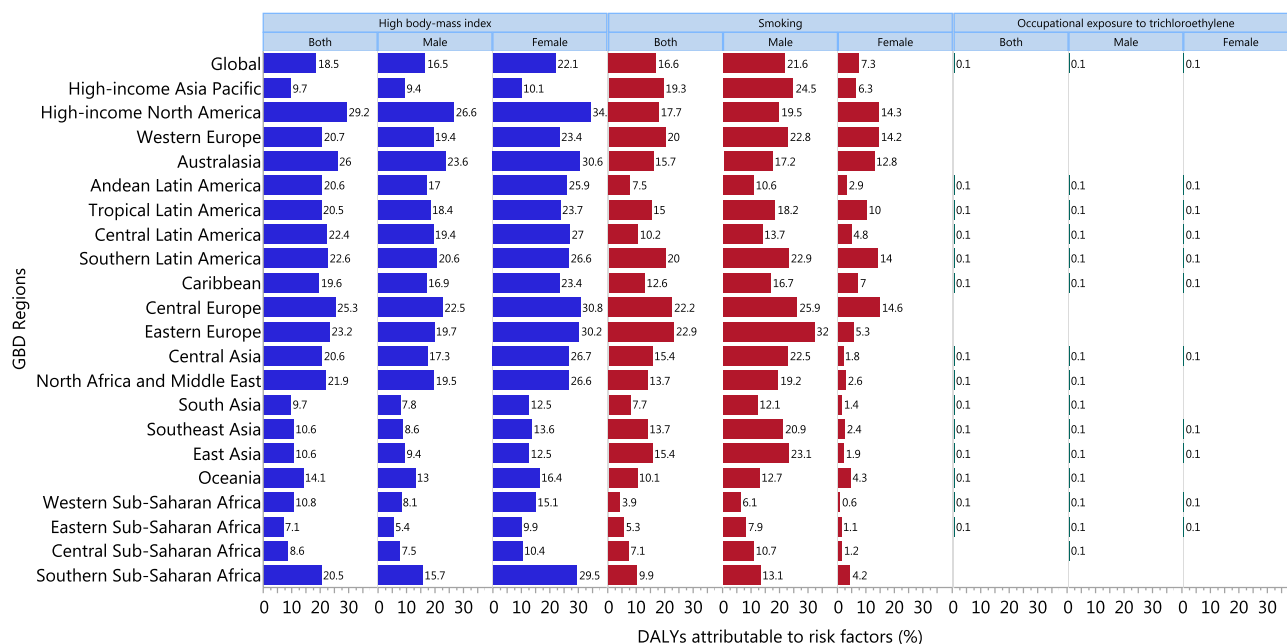 High body-mass index Smoking Occupational exposure to trichloroethylene
Both Male Female Both Male Female Both Male Female
Global 18.5 16.5 22.1 16.6 21.6 7.3 0.1 0.1 0.1
High-income Asia Pacific 9.7 9.4 10.1 19.3 24.5 6.3
High-income North America 29.2 26.6 34. 17.7 19.5 14.3
Western Europe 20.7 19.4 23.4 20 22.8 14.2
Australasia 26 23.6 30.6 15.7 17.2 12.8
Andean Latin America 20.6 17 25.9 7.5 10.6 2.9 0.1 0.1 0.1
Tropical Latin America 20.5 18.4 23.7 15 18.2 10 0.1 0.1 0.1
Central Latin America 22.4 19.4 27 10.2 13.7 4.8 0.1 0.1 0.1
Southern Latin America 22.6 20.6 26.6 20 22.9 14 0.1 0.1 0.1
Caribbean 19.6 16.9 23.4 12.6 16.7 7 0.1 0.1 0.1
Central Europe 25.3 22.5 30.8 22.2 25.9 14.6
Eastern Europe 23.2 19.7 30.2 22.9 32 5.3
Central Asia 20.6 17.3 26.7 15.4 22.5 1.8 0.1 0.1 0.1
North Africa and Middle East 21.9 19.5 26.6 13.7 19.2 2.6 0.1 0.1
South Asia 9.7 7.8 12.5 7.7 12.1 1.4 0.1 0.1
Southeast Asia 10.6 8.6 13.6 13.7 20.9 2.4 0.1 0.1 0.1
East Asia 10.6 9.4 12.5 15.4 23.1 1.9 0.1 0.1 0.1
Oceania 14.1 13 16.4 10.1 12.7 4.3 0.1 0.1
Western Sub-Saharan Africa 10.8 8.1 15.1 3.9 6.1 0.6 0.1 0.1 0.1
Eastern Sub-Saharan Africa 7.1 5.4 9.9 5.3 7.9 1.1 0.1 0.1 0.1
Central Sub-Saharan Africa 8.6 7.5 10.4 7.1 10.7 1.2 0.1
Southern Sub-Saharan Africa 20.5 15.7 29.5 9.9 13.1 4.2
0 10 20 30 0 10 20 30 0 10 20 30 0 10 20 30 0 10 20 30 0 10 20 30 0 10 20 30 0 10 20 30 0 10 20 30
GBD Regions
DALYs attributable to risk factors (%)